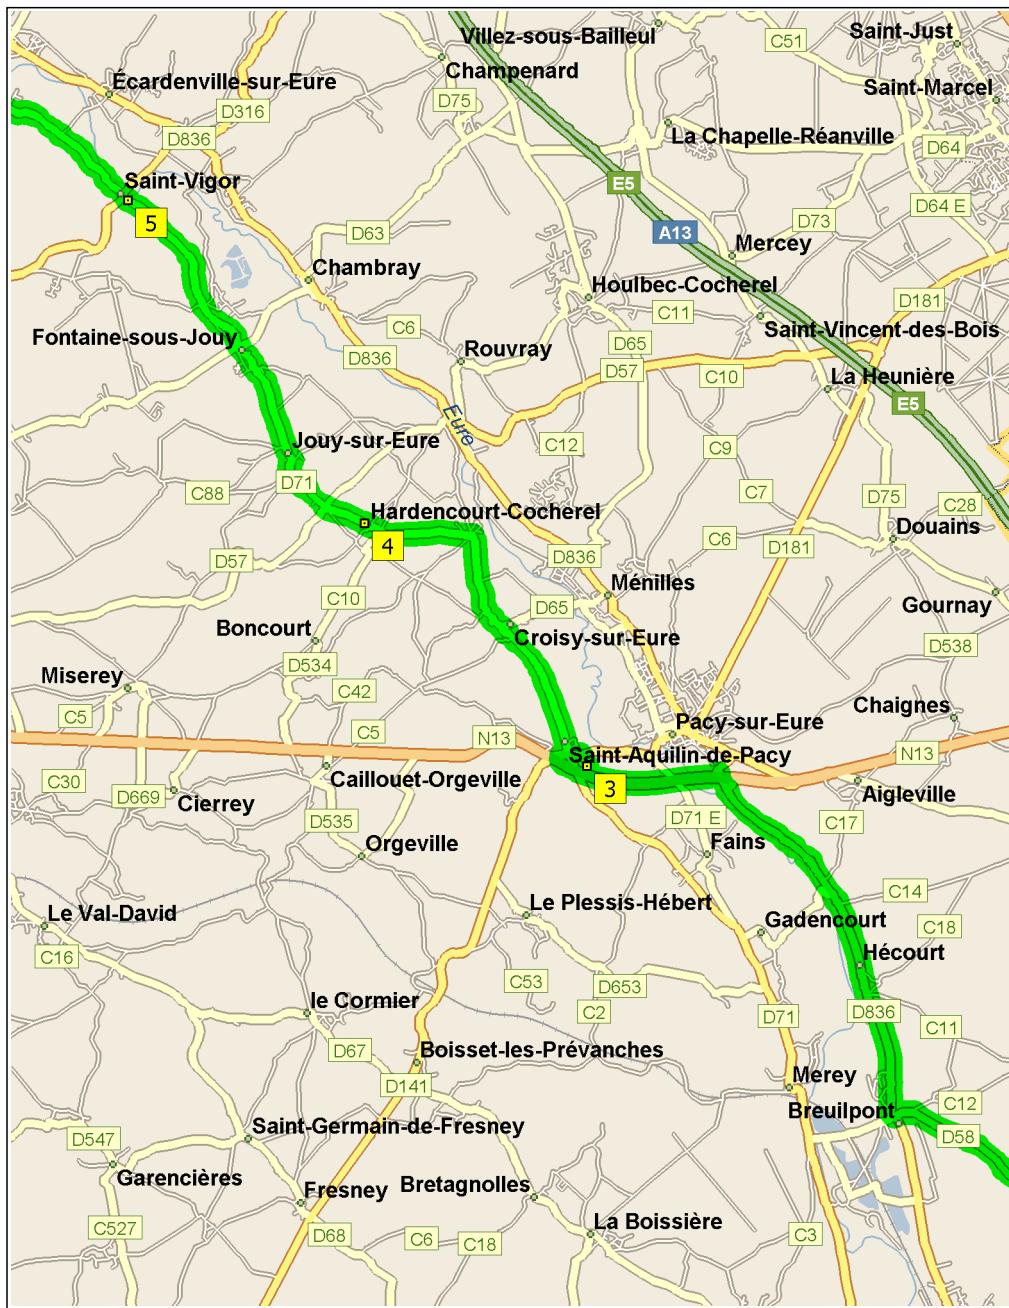 Villez-sous-Bailleul
C51
Saint-Just
Champenard
Écardenville-sur-Eure
Saint-Marcel
D75
D316
La Chapelle-Réanville
D836
D64
Saint-Vigor
E5
D64 E
5
D63
A13
D73
Mercey
Chambray
Houlbec-Cocherel
D181
C11
C6
Saint-Vincent-des-Bois
Fontaine-sous-Jouy
D65
D836
Rouvray
D57
C10
La Heunière
E5
Eure
Jouy-sur-Eure
C12
C9
D71
C88
C7
D75
C28
Hardencourt-Cocherel
Douains
4
C6
D181
D836
D57
Ménilles
C10
D65
Gournay
Boncourt
Croisy-sur-Eure
D538
D534
Miserey
C42
Chaignes
C5
Pacy-sur-Eure
C5
N13
Saint-Aquilin-de-Pacy
N13
C30
Caillouet-Orgeville
3
Aigleville
D669
Cierrey
D535
D71 E
C17
Orgeville
Fains
C14
Le Val-David
Le Plessis-Hébert
Gadencourt
C18
C16
Hécourt
C53
D653
le Cormier
C2
D71
D836
C11
D67
Boisset-les-Prévanches
D141
Merey
Breuilpont
C12
Saint-Germain-de-Fresney
D547
D58
Garencières
Bretagnolles
Fresney
La Boissière
C527
D68
C6
C18
C3